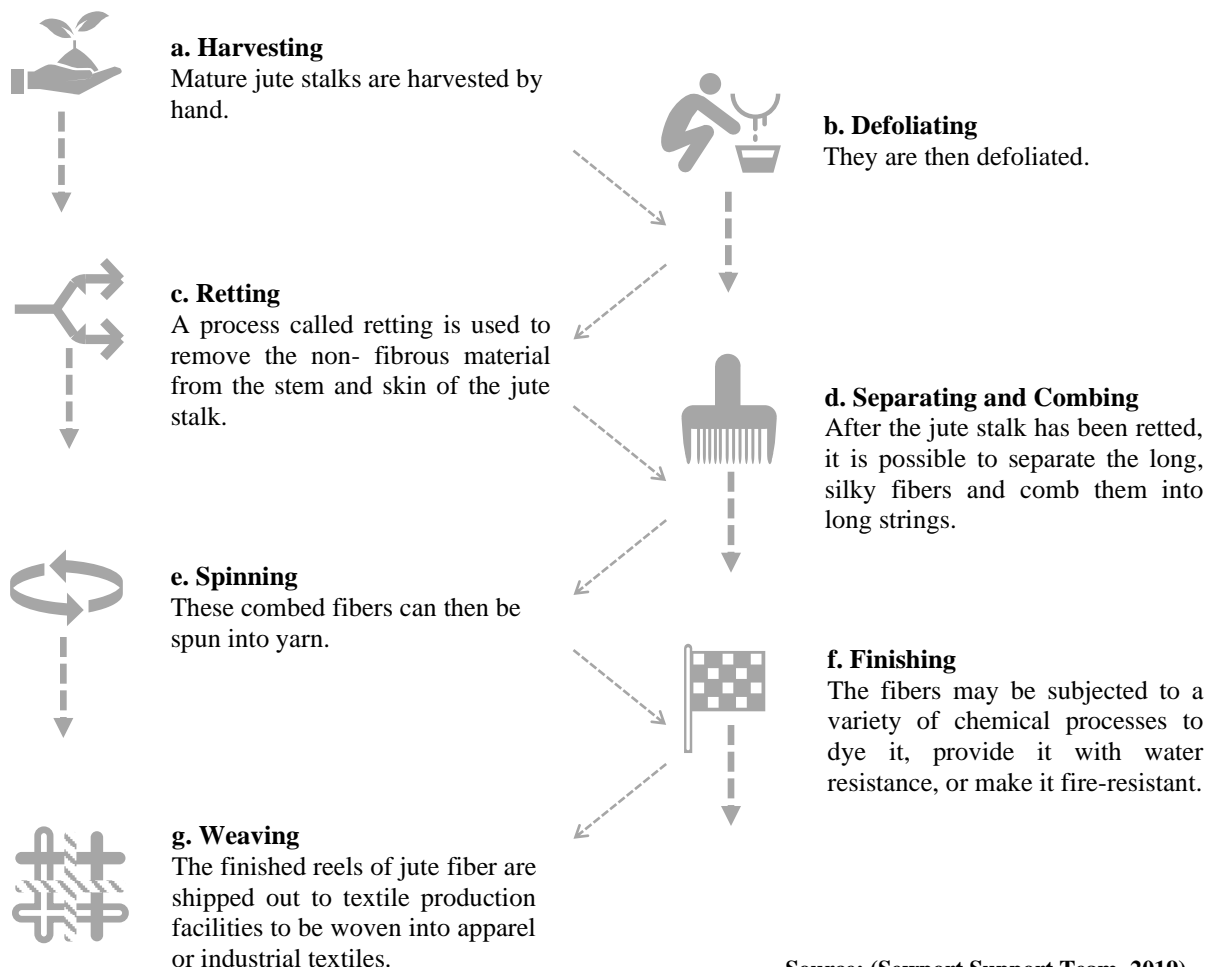 a. Harvesting
Mature jute stalks are harvested by
hand.
b. Defoliating
They are then defoliated.
c. Retting
A process called retting is used to
remove the non- fibrous material
from the stem and skin of the jute
stalk.
d. Separating and Combing
After the jute stalk has been retted,
it is possible to separate the long,
silky fibers and comb them into
long strings.
e. Spinning
These combed fibers can then be
spun into yarn.
f. Finishing
The fibers may be subjected to a
variety of chemical processes to
dye it, provide it with water
resistance, or make it fire-resistant.
g. Weaving
The finished reels of jute fiber are
shipped out to textile production
facilities to be woven into apparel
or industrial textiles.
Source: (Sewport Support Team, 2019)